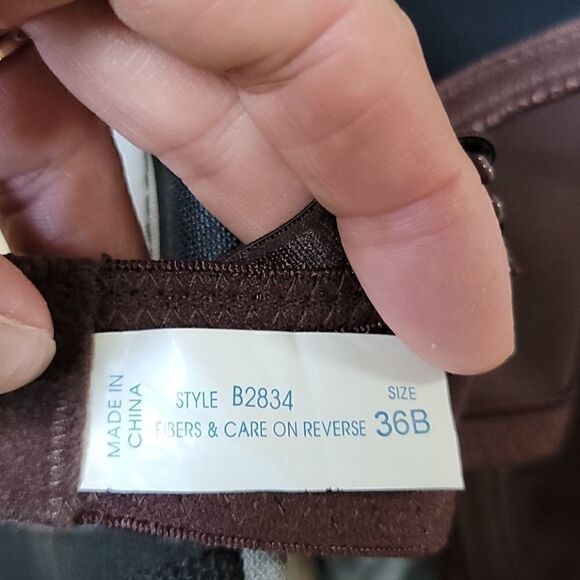 MADE IN
CHINA
STYLE B2834
SIZE
FIBERS & CARE ON REVERSE 36B